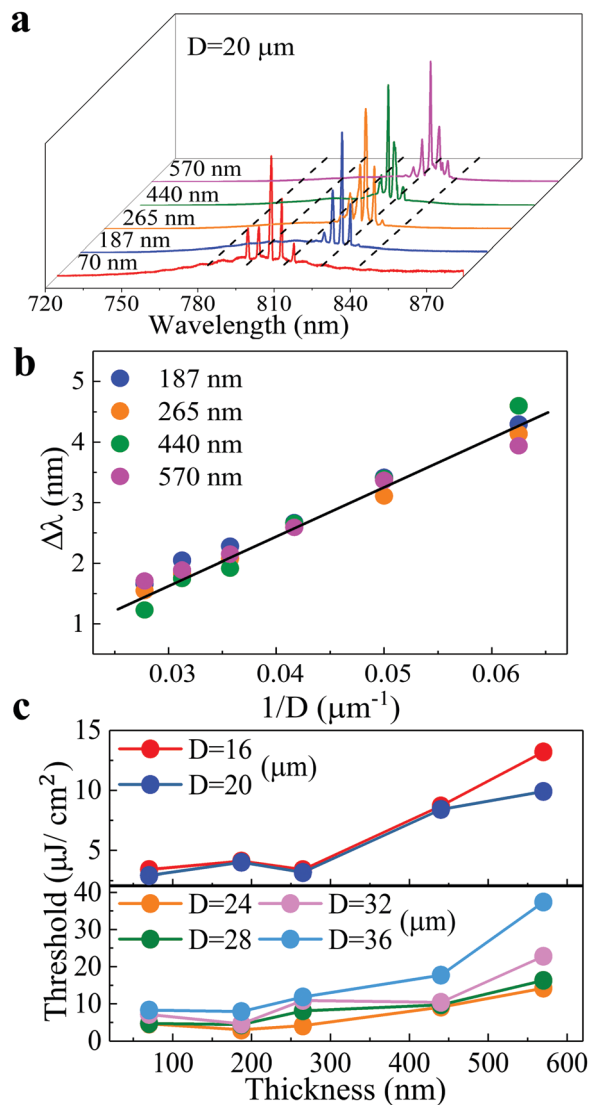 a
D=20 μm
570 nm
440 nm
265 nm
187 nm
70 nm
720 750 780 810 840 870
Wavelength (nm)
b
187 nm
265 nm
440 nm
570 nm
5
4
3
2
1
Δλ (nm)
0.03 0.04 0.05 0.06
1/D (μm⁻¹)
c
15
10
5
D=16
D=20
(μm)
40
30
20
10
0
D=24 D=32
D=28 D=36
(μm)
Threshold (μJ/ cm²)
100 200 300 400 500 600
Thickness (nm)